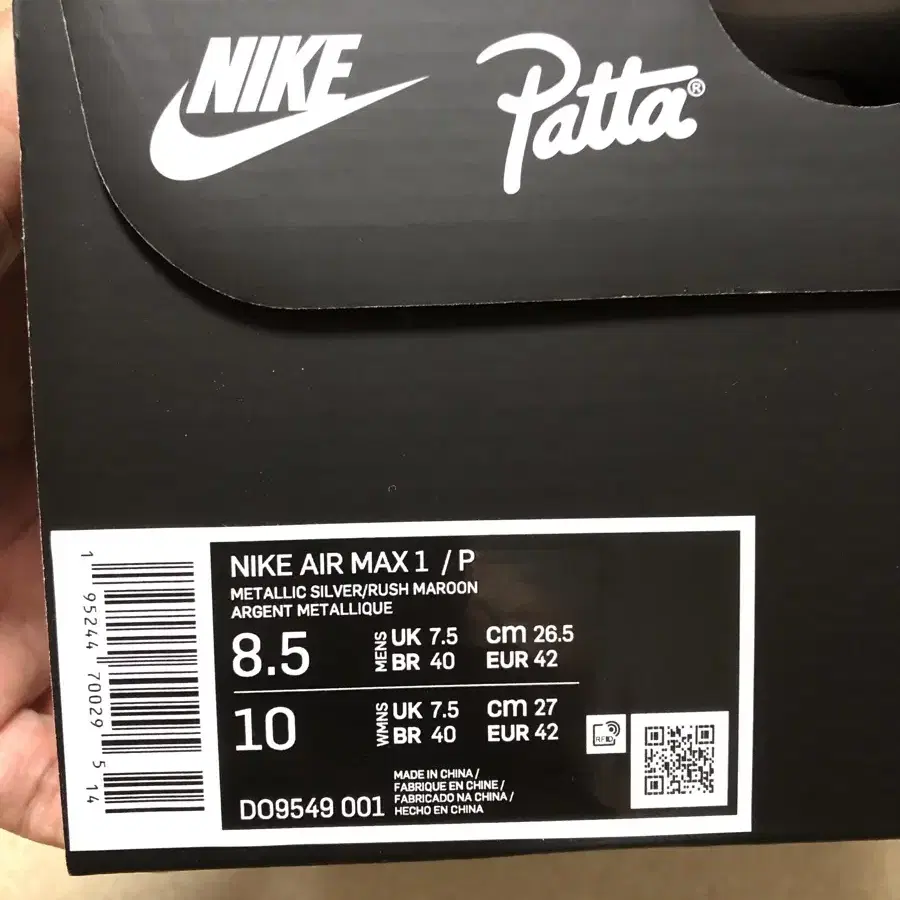 NIKE
Patta®
NIKE AIR MAX 1 / P
METALLIC SILVER/RUSH MAROON
ARGENT METALLIQUE
8.5 MENS UK 7.5 cm 26.5
BR 40 EUR 42
10 WMNS UK 7.5 cm 27
BR 40 EUR 42
RFID
MADE IN CHINA /
FABRIQUE EN CHINE /
FABRICADO NA CHINA /
HECHO EN CHINA
DO9549 001
1 95244 70029 5 14